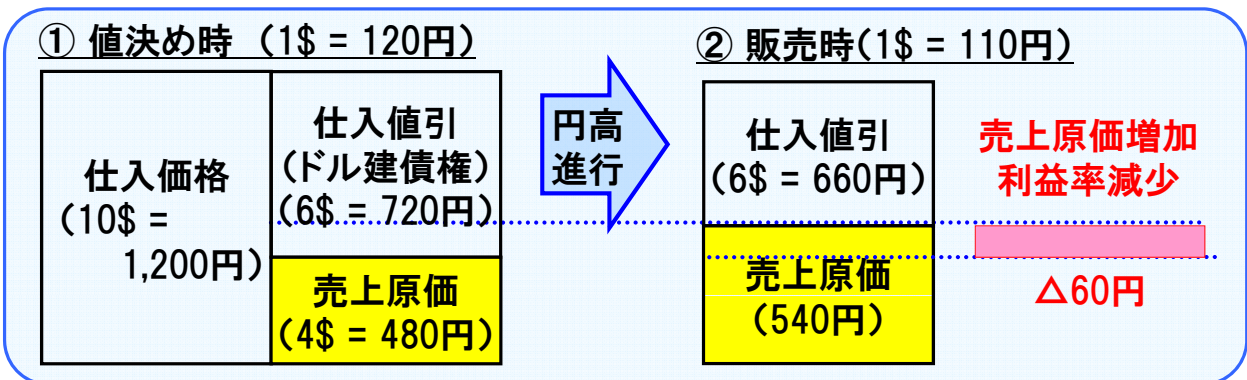 ① 値決め時 （1$ = 120円）
仕入価格
（10$ =
1,200円）
仕入値引
（ドル建債権）
（6$ = 720円）
売上原価
（4$ = 480円）
円高
進行
② 販売時（1$ = 110円）
仕入値引
（6$ = 660円）
売上原価
（540円）
売上原価増加
利益率減少
△60円